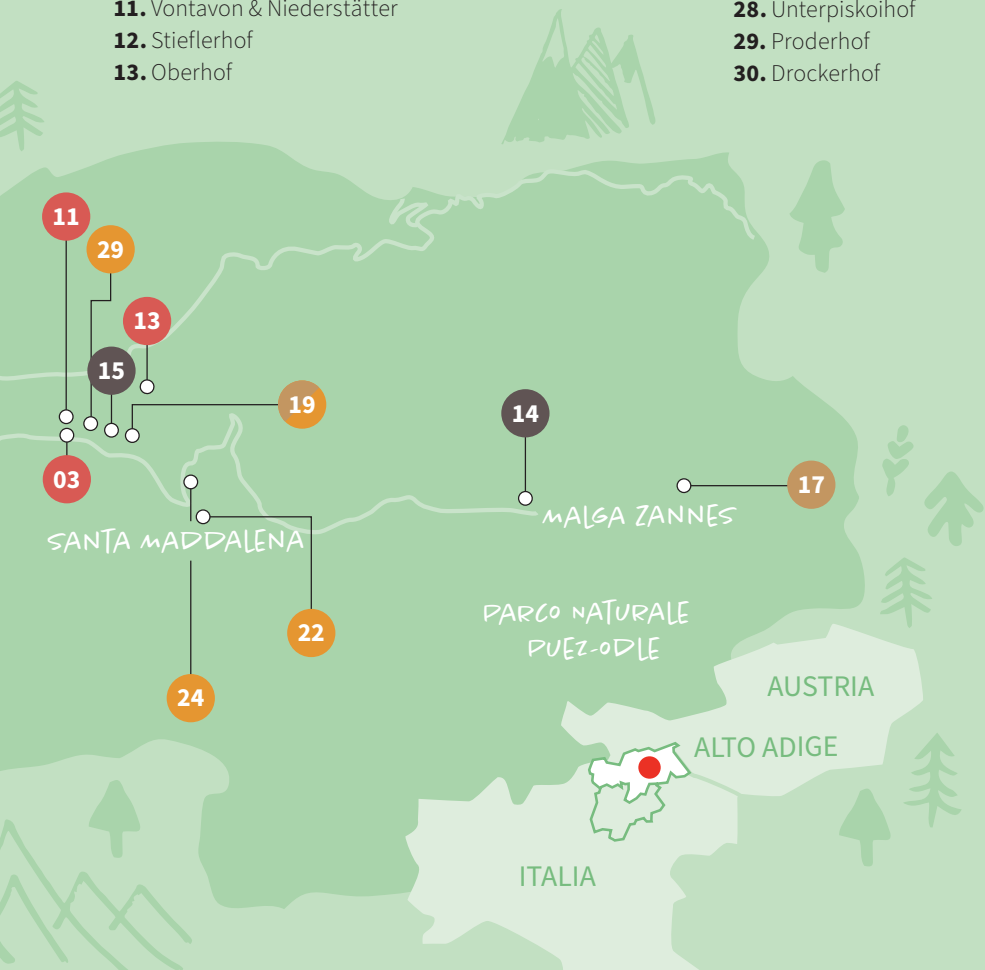 11. Vontavon & Niederstätter
12. Stieflerhof
13. Oberhof
28. Unterpiskoihof
29. Proderhof
30. Drockerhof
11
29
13
15
19
14
03
17
MALGA ZANNES
SANTA MADDALENA
PARCO NATURALE
PUEZ-ODLE
22
24
AUSTRIA
ALTO ADIGE
ITALIA